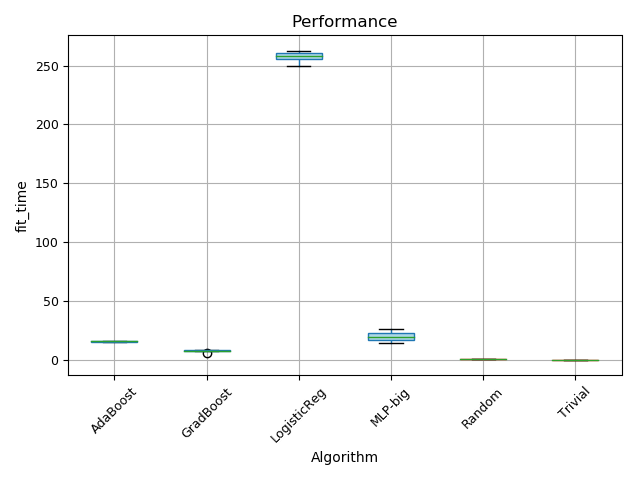 Performance
fit_time
250
200
150
100
50
0
AdaBoost
GradBoost
LogisticReg
MLP-big
Random
Trivial
Algorithm